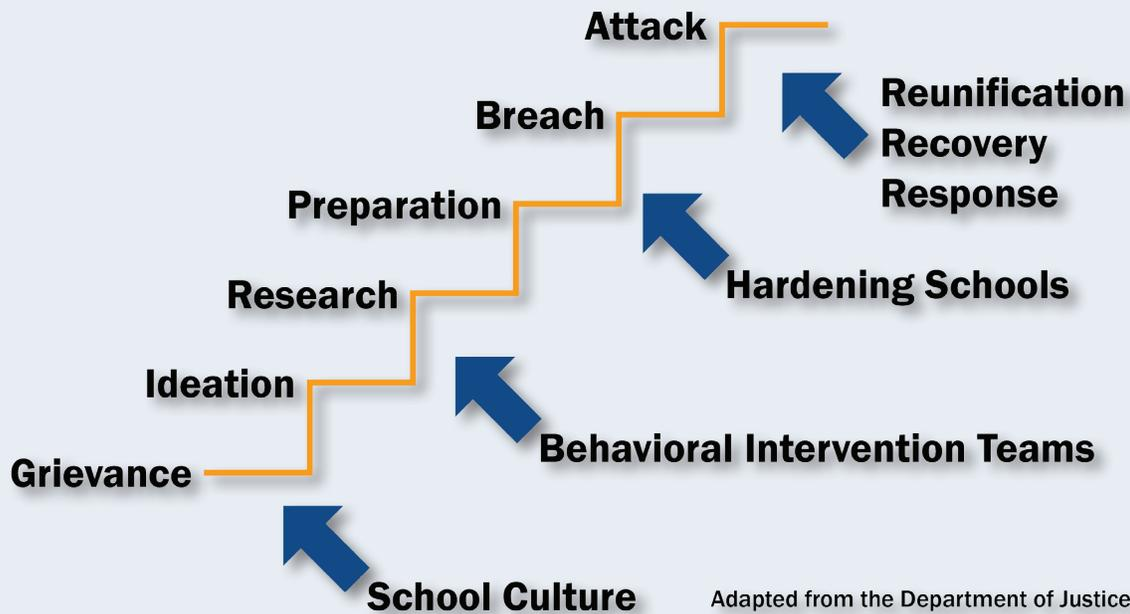 Attack
Reunification
Recovery
Response
Breach
Preparation
Hardening Schools
Research
Ideation
Behavioral Intervention Teams
Grievance
School Culture
Adapted from the Department of Justice